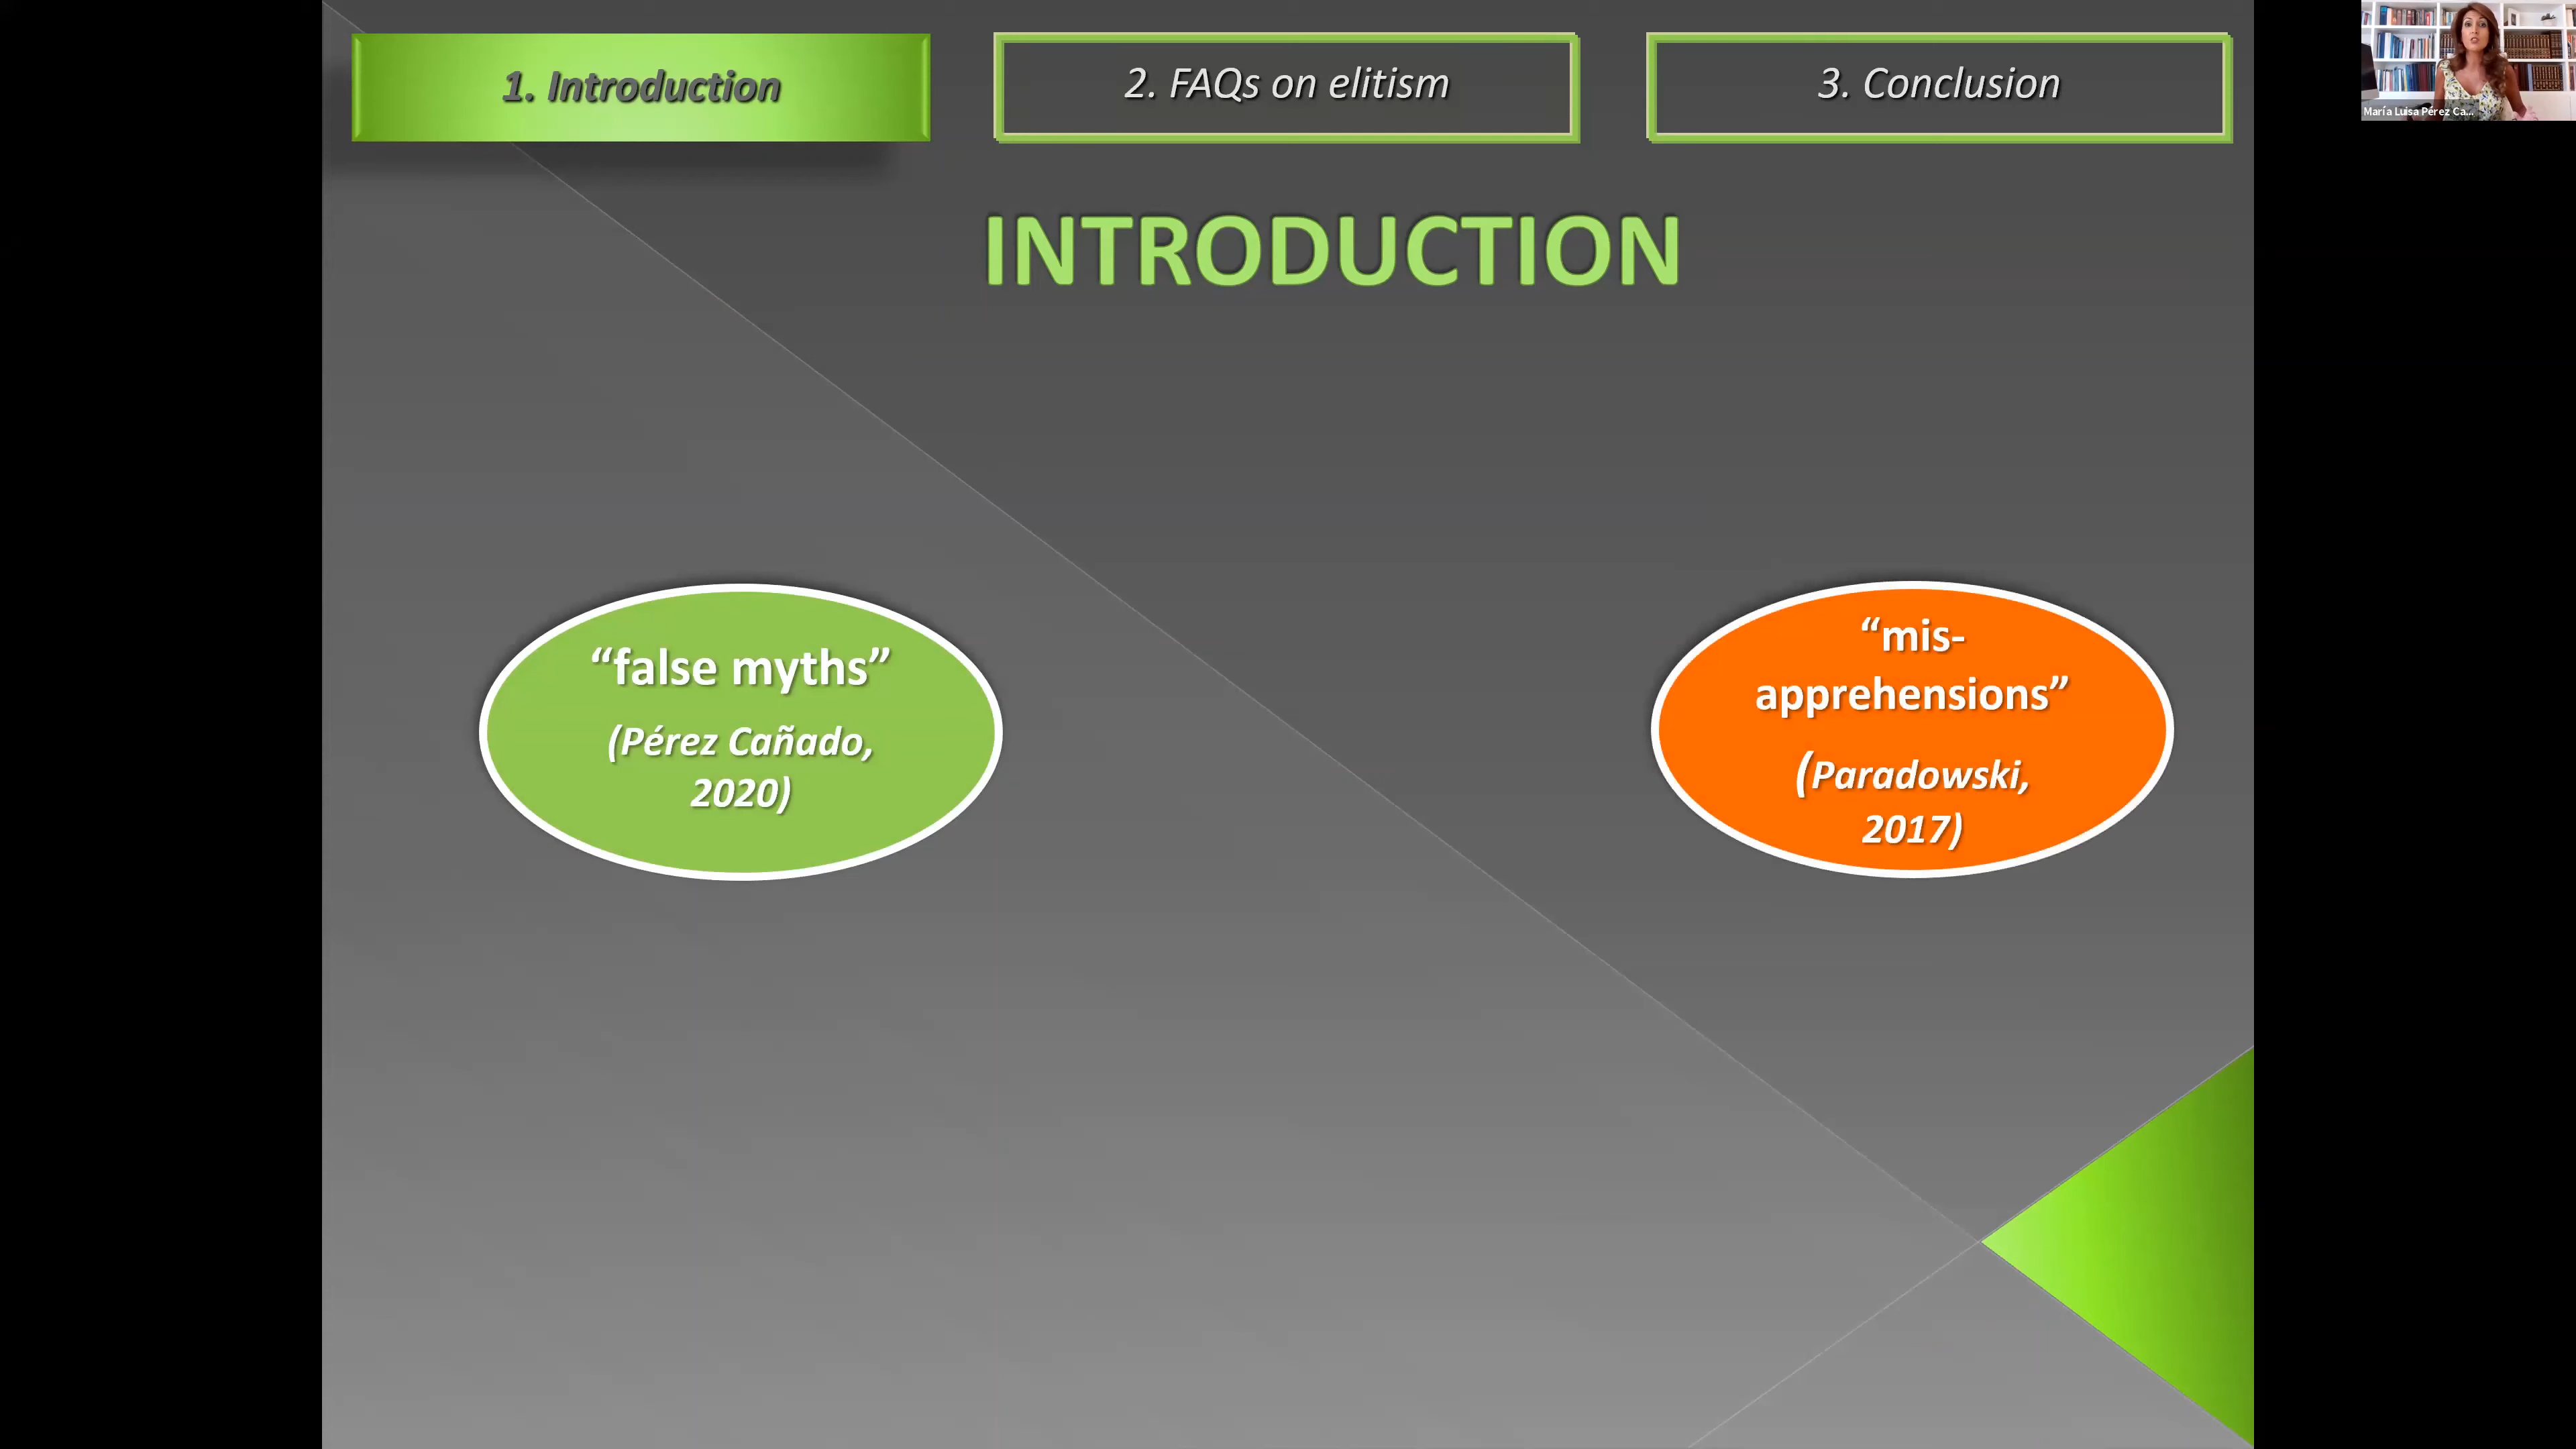 1. Introduction
2. FAQs on elitism
3. Conclusion
María Luisa Pérez Ca...
INTRODUCTION
“false myths”
(Pérez Cañado,
2020)
“mis-
apprehensions”
(Paradowski,
2017)